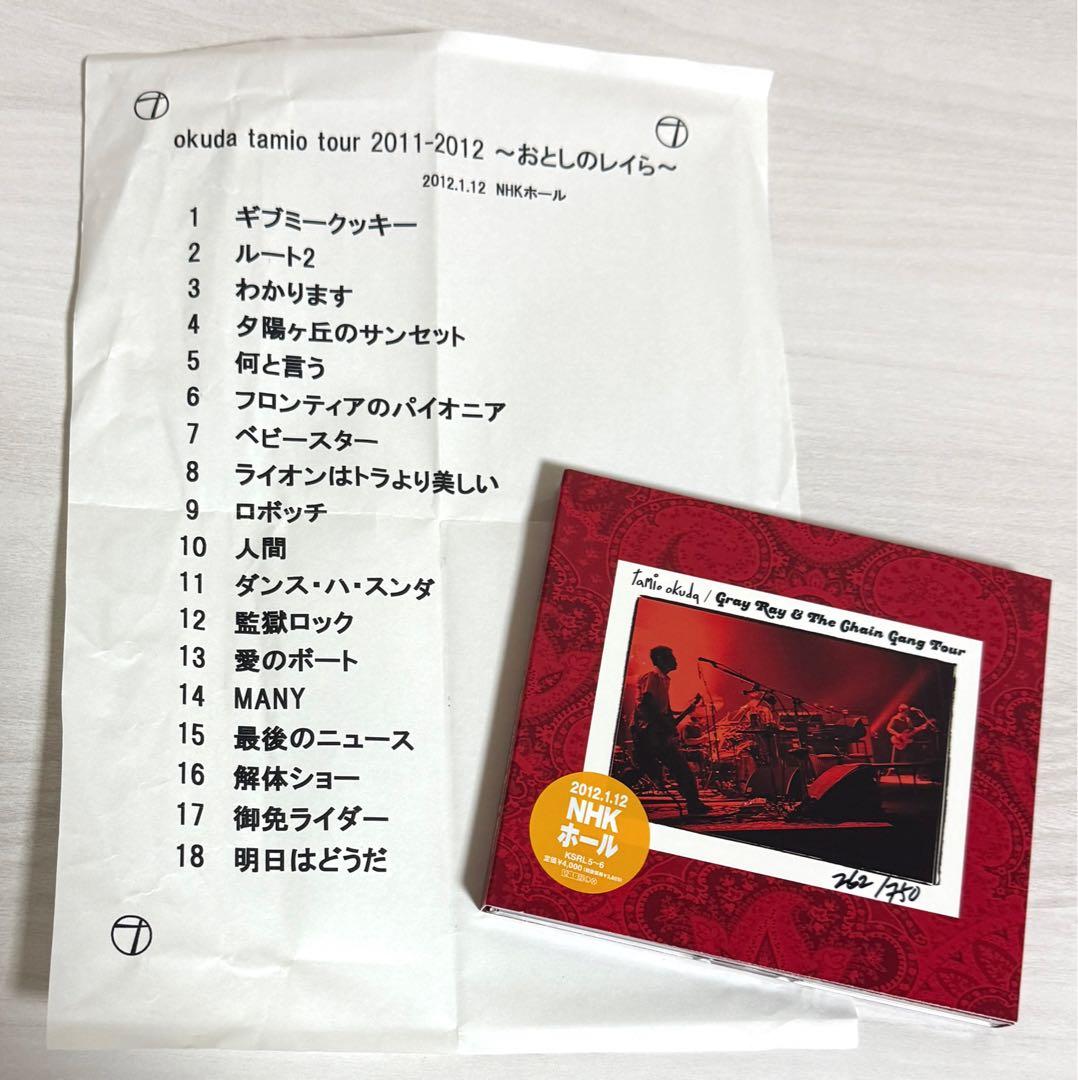 okuda tamio tour 2011-2012 ～おとしのレイら～
2012.1.12 NHKホール
1 ギブミークッキー
2 ルート2
3 わかります
4 夕陽ヶ丘のサンセット
5 何と言う
6 フロンティアのパイオニア
7 ベビースター
8 ライオンはトラより美しい
9 ロボッチ
10 人間
11 ダンス・ハ・スンダ
12 監獄ロック
13 愛のボート
14 MANY
15 最後のニュース
16 解体ショー
17 御免ライダー
18 明日はどうだ
tamio okuda / Gray Ray & The Chain Gang Tour
2012.1.12
NHK
ホール
KSRL 5~6
定価¥4,000
262/750